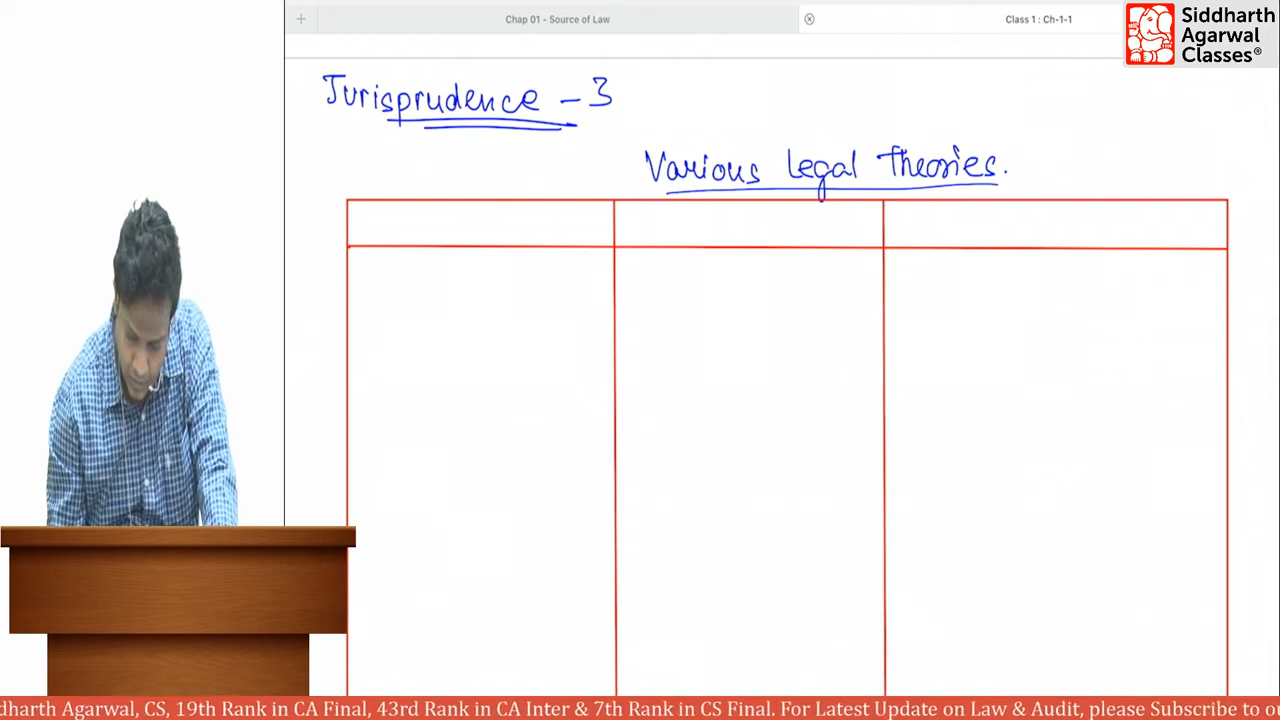 Chap 01 - Source of Law
Class 1 : Ch-1-1
Siddharth
Agarwal
Classes®
Jurisprudence - 3
Various Legal Theories.
dharth Agarwal, CS, 19th Rank in CA Final, 43rd Rank in CA Inter & 7th Rank in CS Final. For Latest Update on Law & Audit, please Subscribe to ou